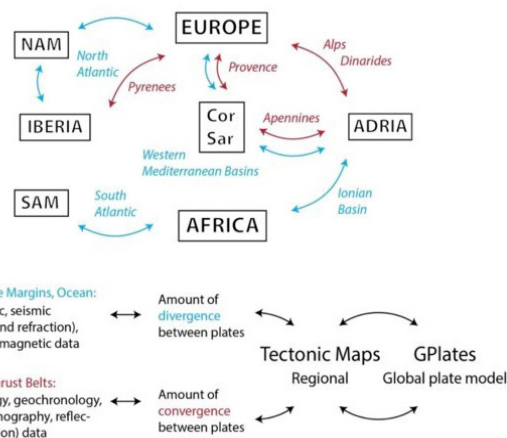 EUROPE
NAM
North
Atlantic
Alps
Dinarides
Provence
Pyrenees
Cor
Sar
Apennines
IBERIA
ADRIA
Western
Mediterranean Basins
SAM
South
Atlantic
Ionian
Basin
AFRICA
e Margins, Ocean:
c, seismic
nd refraction),
magnetic data
Amount of
divergence
between plates
Tectonic Maps
Regional
GPlates
Global plate model
rust Belts:
gy, geochronology,
nography, reflec-
on) data
Amount of
convergence
between plates